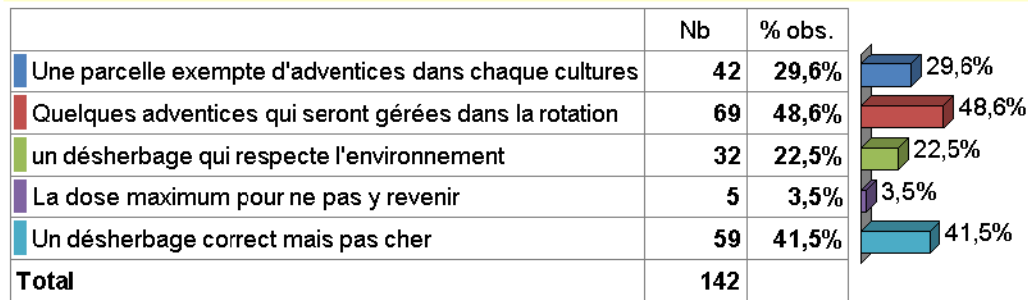 Nb % obs.
Une parcelle exempte d'adventices dans chaque cultures 42 29,6% 29,6%
Quelques adventices qui seront gérées dans la rotation 69 48,6% 48,6%
un désherbage qui respecte l'environnement 32 22,5% 22,5%
La dose maximum pour ne pas y revenir 5 3,5% 3,5%
Un désherbage correct mais pas cher 59 41,5% 41,5%
Total 142